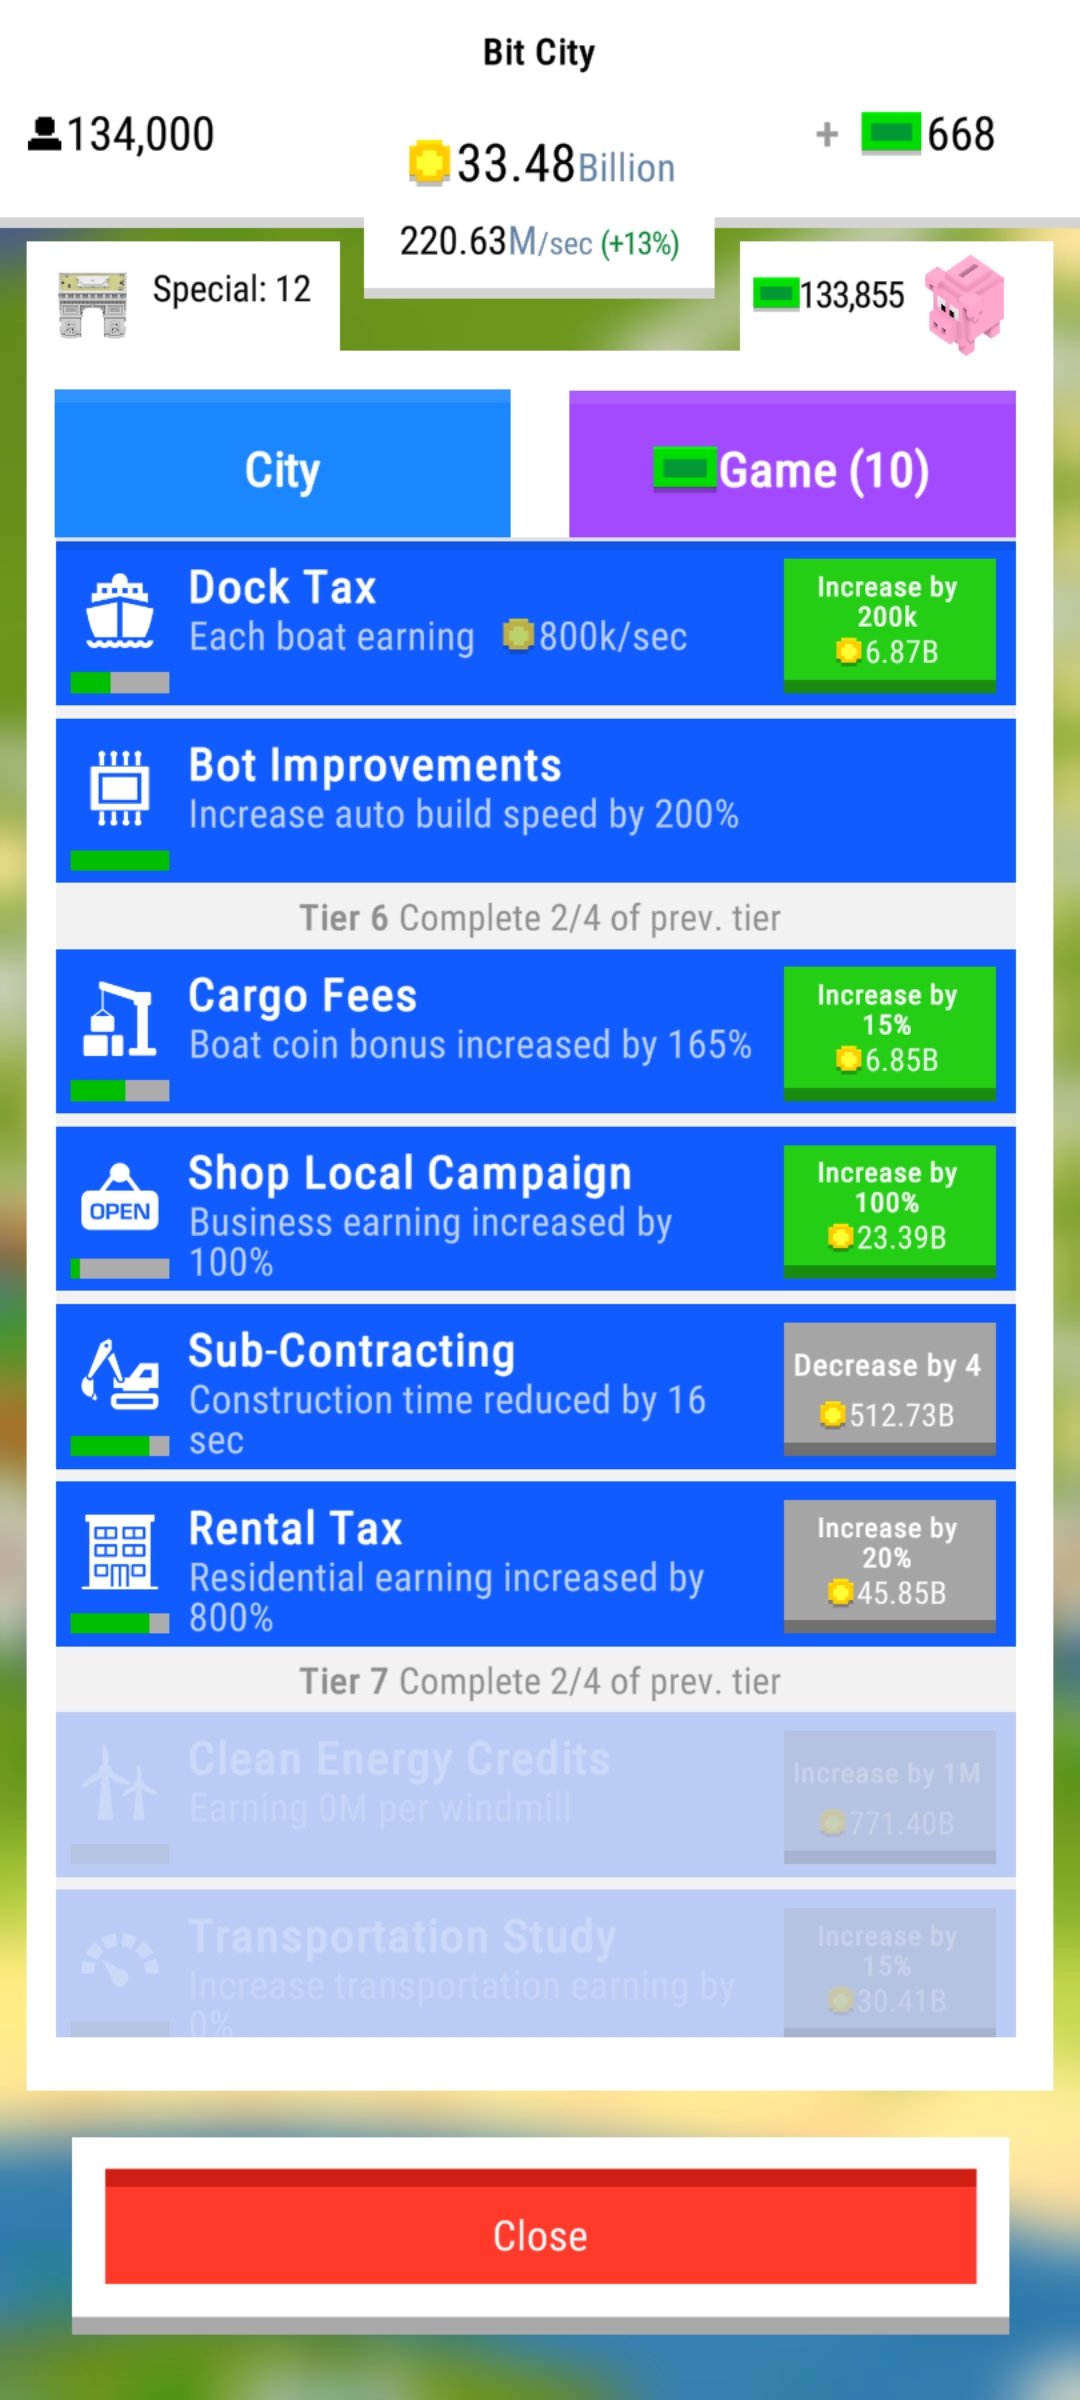 Bit City
134,000
33.48Billion
+ 668
220.63M/sec (+13%)
Special: 12
133,855
City
Game (10)
Dock Tax
Each boat earning 800k/sec
Increase by
200k
6.87B
Bot Improvements
Increase auto build speed by 200%
Tier 6 Complete 2/4 of prev. tier
Cargo Fees
Boat coin bonus increased by 165%
Increase by
15%
6.85B
OPEN
Shop Local Campaign
Business earning increased by
100%
Increase by
100%
23.39B
Sub-Contracting
Construction time reduced by 16
sec
Decrease by 4
512.73B
Rental Tax
Residential earning increased by
800%
Increase by
20%
45.85B
Tier 7 Complete 2/4 of prev. tier
Clean Energy Credits
Earning 0M per windmill
Increase by 1M
771.40B
Transportation Study
Increase transportation earning by
0%
Increase by
15%
30.41B
Close